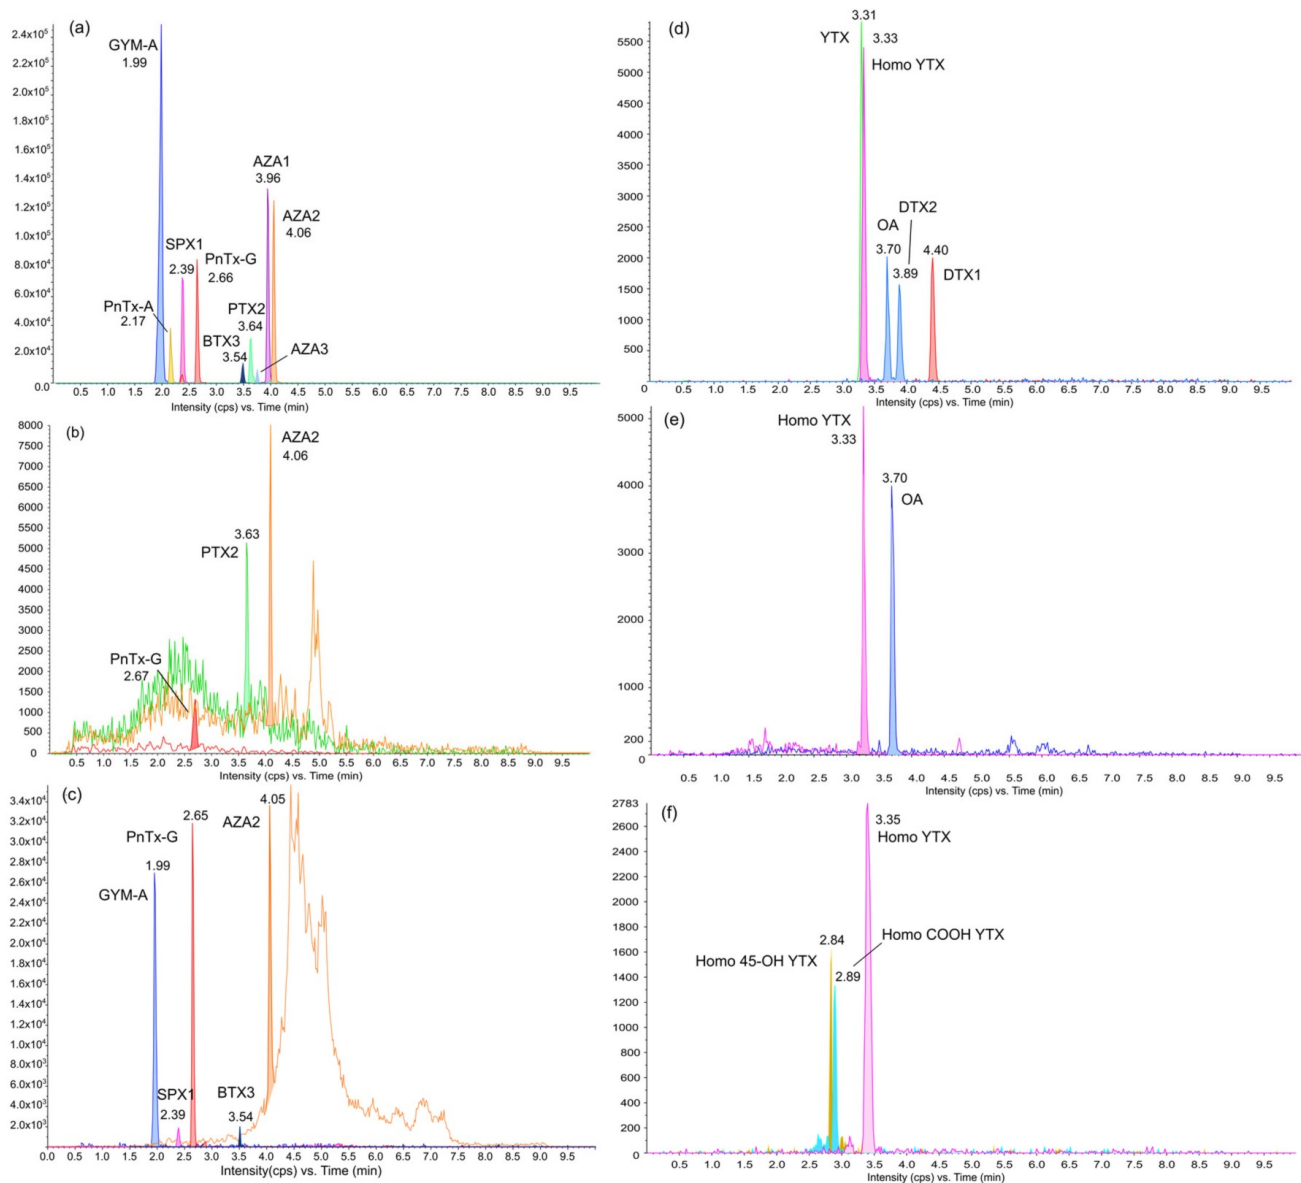 (a)
2.4x10⁵
2.2x10⁵
2.0x10⁵
1.8x10⁵
1.6x10⁵
1.4x10⁵
1.2x10⁵
1.0x10⁵
8.0x10⁴
6.0x10⁴
4.0x10⁴
2.0x10⁴
0.0
GYM-A
1.99
PnTx-A
2.17
SPX1
2.39
PnTx-G
2.66
BTX3
3.54
PTX2
3.64
AZA3
AZA1
3.96
AZA2
4.06
0.5 1.0 1.5 2.0 2.5 3.0 3.5 4.0 4.5 5.0 5.5 6.0 6.5 7.0 7.5 8.0 8.5 9.0 9.5
Intensity (cps) vs. Time (min)
(b)
8000
7500
7000
6500
6000
5500
5000
4500
4000
3500
3000
2500
2000
1500
1000
500
0
PnTx-G
2.67
PTX2
3.63
AZA2
4.06
0.5 1.0 1.5 2.0 2.5 3.0 3.5 4.0 4.5 5.0 5.5 6.0 6.5 7.0 7.5 8.0 8.5 9.0 9.5
Intensity (cps) vs. Time (min)
(c)
3.4x10⁴
3.2x10⁴
3.0x10⁴
2.8x10⁴
2.6x10⁴
2.4x10⁴
2.2x10⁴
2.0x10⁴
1.8x10⁴
1.6x10⁴
1.4x10⁴
1.2x10⁴
1.0x10⁴
8.0x10³
6.0x10³
4.0x10³
2.0x10³
0.0
GYM-A
1.99
SPX1
2.39
PnTx-G
2.65
BTX3
3.54
AZA2
4.05
0.5 1.0 1.5 2.0 2.5 3.0 3.5 4.0 4.5 5.0 5.5 6.0 6.5 7.0 7.5 8.0 8.5 9.0 9.5
Intensity(cps) vs. Time (min)
(d)
5500
5000
4500
4000
3500
3000
2500
2000
1500
1000
500
0
3.31
YTX
3.33
Homo YTX
OA
3.70
DTX2
3.89
4.40
DTX1
0.5 1.0 1.5 2.0 2.5 3.0 3.5 4.0 4.5 5.0 5.5 6.0 6.5 7.0 7.5 8.0 8.5 9.0 9.5
Intensity (cps) vs. Time (min)
(e)
5000
4000
3000
2000
1000
200
0
Homo YTX
3.33
3.70
OA
0.5 1.0 1.5 2.0 2.5 3.0 3.5 4.0 4.5 5.0 5.5 6.0 6.5 7.0 7.5 8.0 8.5 9.0 9.5
Intensity (cps) vs. Time (min)
(f)
2783
2600
2400
2200
2000
1800
1600
1400
1200
1000
800
600
400
200
0
3.35
Homo YTX
2.84
Homo 45-OH YTX
Homo COOH YTX
2.89
0.5 1.0 1.5 2.0 2.5 3.0 3.5 4.0 4.5 5.0 5.5 6.0 6.5 7.0 7.5 8.0 8.5 9.0 9.5
Intensity (cps) vs. Time (min)